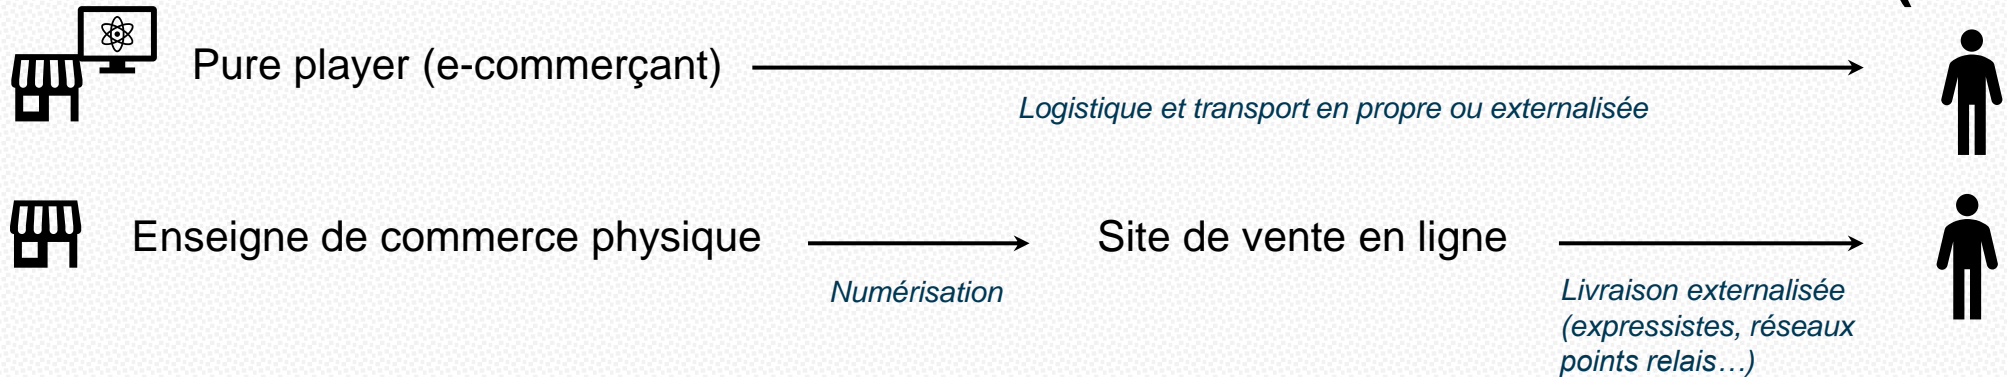 Pure player (e-commerçant)
Logistique et transport en propre ou externalisée
Enseigne de commerce physique
Numérisation
Site de vente en ligne
Livraison externalisée
(expressistes, réseaux
points relais…)